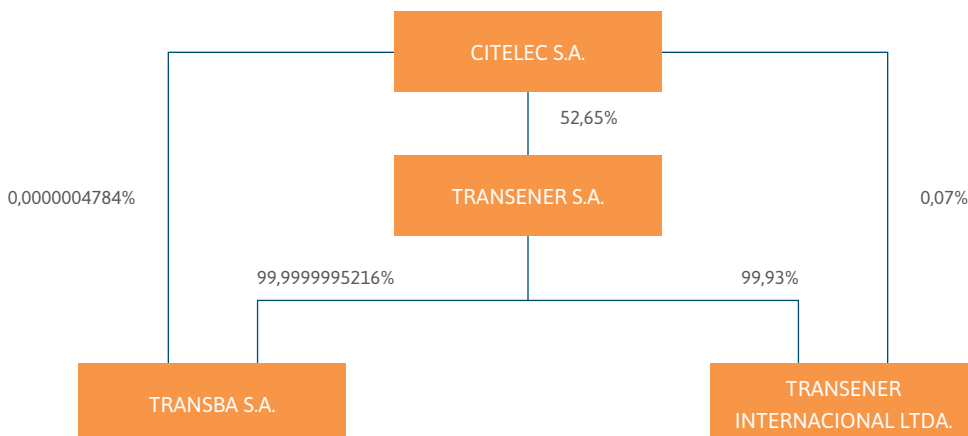 CITELEC S.A.
52,65%
0,0000004784%
TRANSENER S.A.
0,07%
99,9999995216%
99,93%
TRANSBA S.A.
TRANSENER
INTERNACIONAL LTDA.